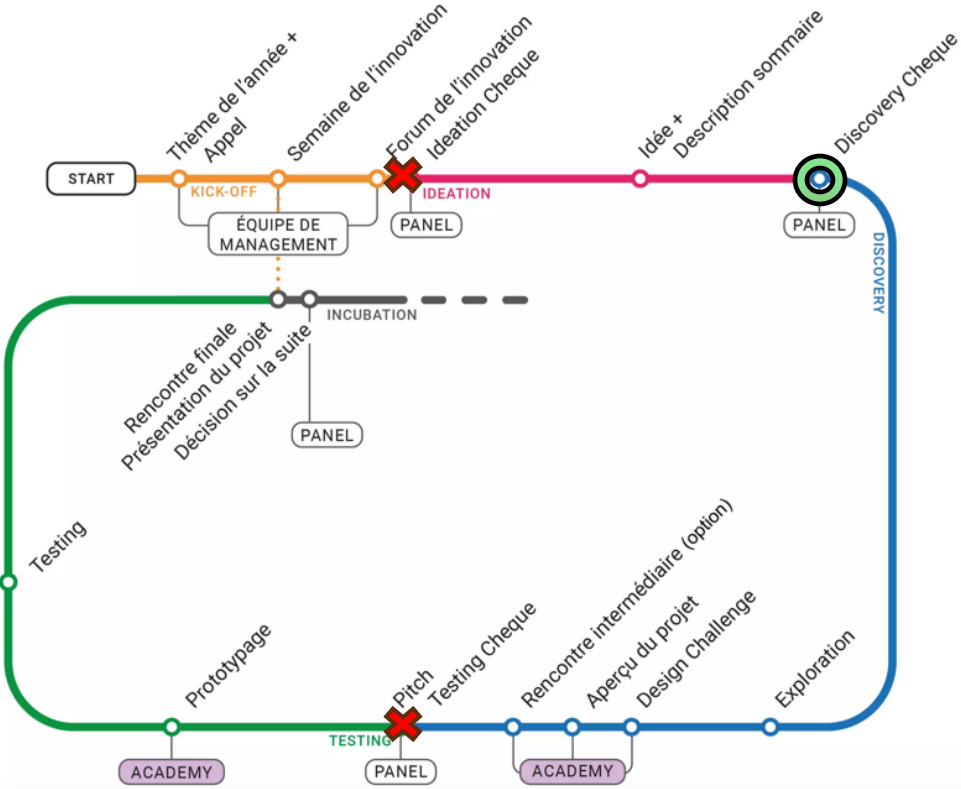 Thème de l'année +
Appel
Semaine de l'innovation
Forum de l'innovation
Ideation Cheque
Idée +
Description sommaire
Discovery Cheque
START
KICK-OFF
IDEATION
ÉQUIPE DE
MANAGEMENT
PANEL
PANEL
DISCOVERY
INCUBATION
Rencontre finale
Présentation du projet
Décision sur la suite
PANEL
Testing
Prototypage
Pitch
Testing Cheque
Rencontre intermédiaire (option)
Aperçu du projet
Design Challenge
Exploration
TESTING
ACADEMY
PANEL
ACADEMY